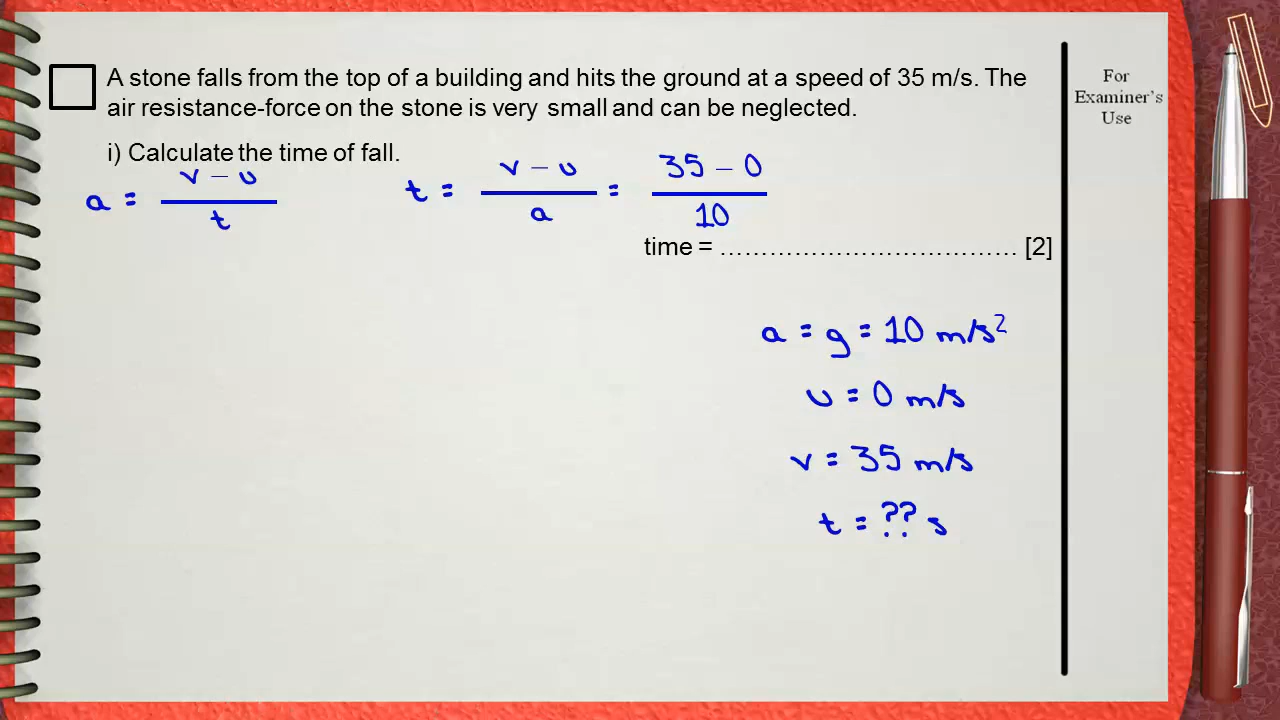 A stone falls from the top of a building and hits the ground at a speed of 35 m/s. The
air resistance-force on the stone is very small and can be neglected.
For
Examiner's
Use
i) Calculate the time of fall.
a = v - u / t
t = v - u / a = 35 - 0 / 10
time = ……………………………… [2]
a = g = 10 m/s²
u = 0 m/s
v = 35 m/s
t = ?? s